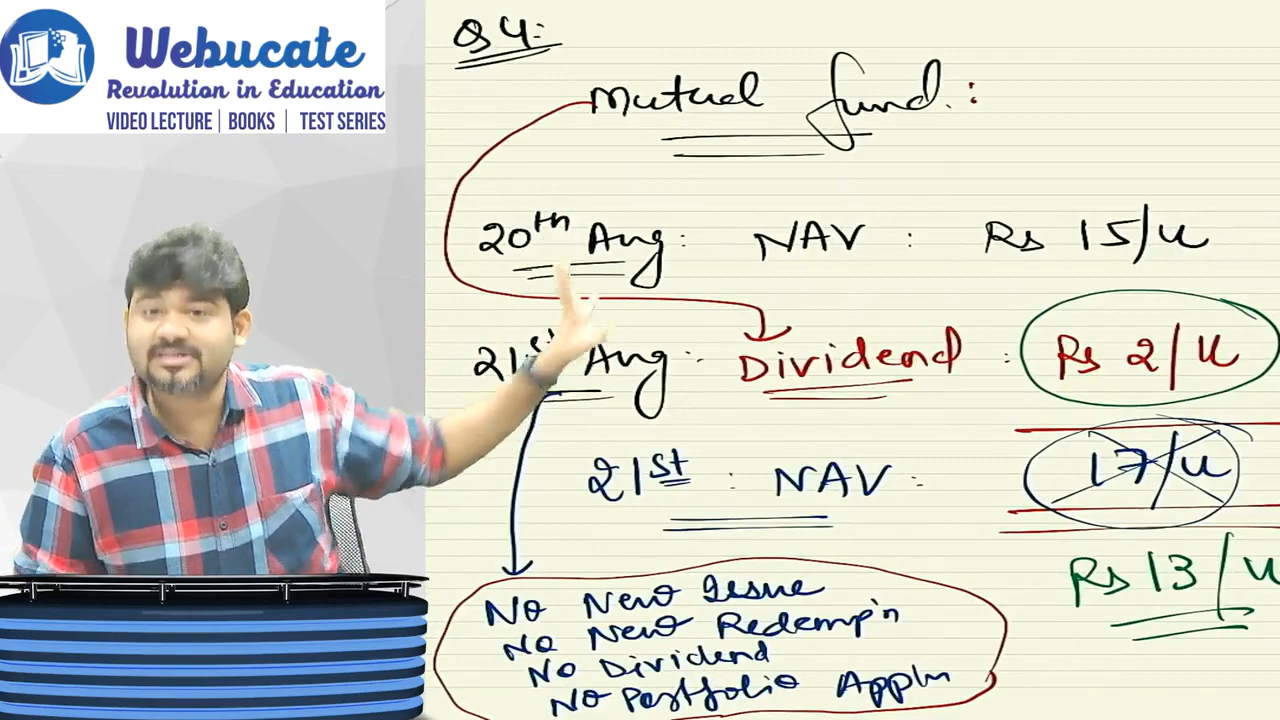 Webucate
Revolution in Education
VIDEO LECTURE | BOOKS | TEST SERIES
Q4:
Mutual fund:
20th Aug: NAV : Rs 15/u
21st Aug: Dividend : Rs 2/u
21st : NAV : 17/u
Rs 13/u
No New Issue
No New Redemp'n
No Dividend
No Portfolio Appln